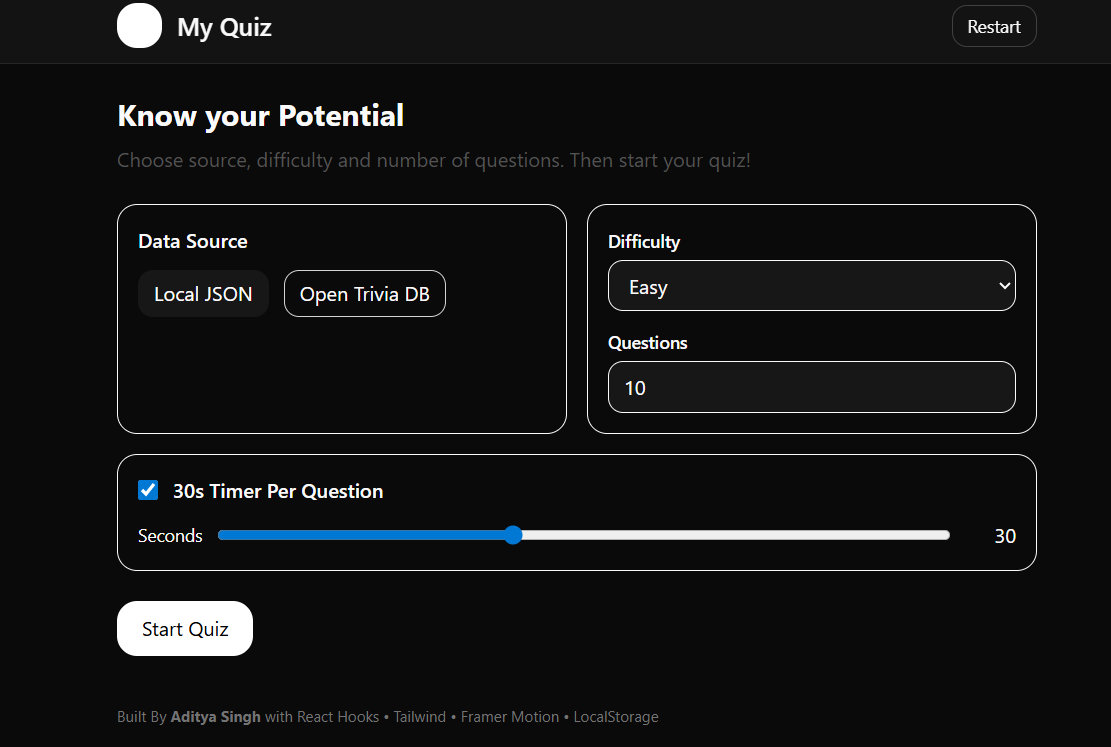 My Quiz
Restart
Know your Potential
Choose source, difficulty and number of questions. Then start your quiz!
Data Source
Local JSON
Open Trivia DB
Difficulty
Easy
Questions
10
30s Timer Per Question
Seconds
30
Start Quiz
Built By Aditya Singh with React Hooks • Tailwind • Framer Motion • LocalStorage